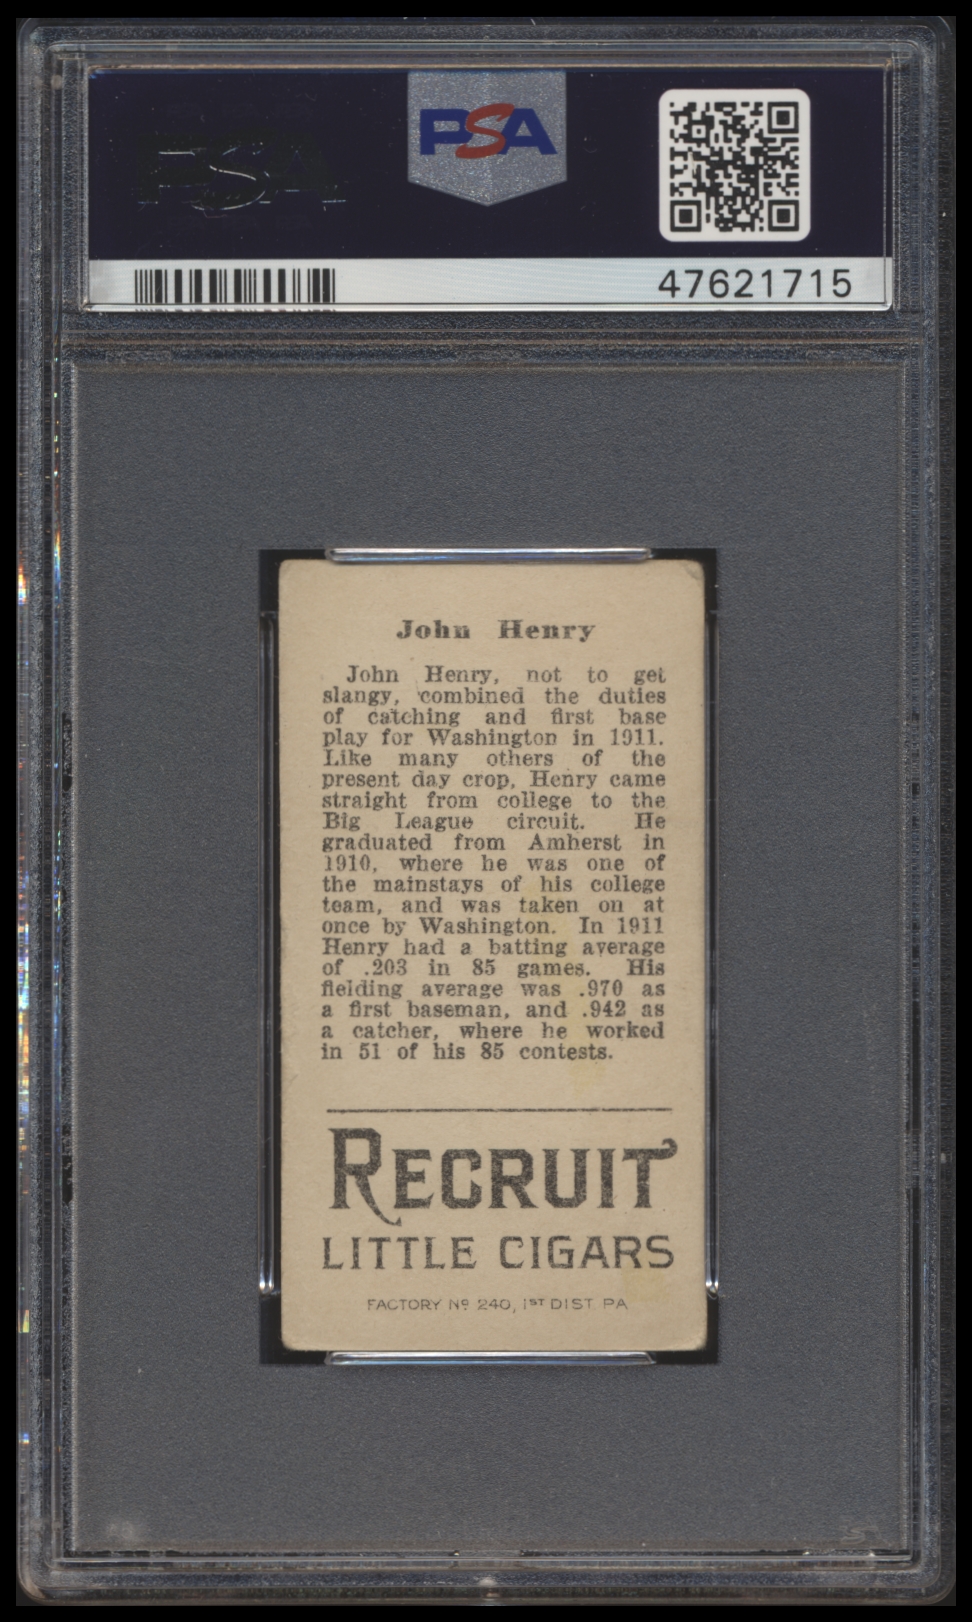 PSA
47621715
John Henry
John Henry, not to get
slangy, combined the duties
of catching and first base
play for Washington in 1911.
Like many others of the
present day crop, Henry came
straight from college to the
Big League circuit. He
graduated from Amherst in
1910, where he was one of
the mainstays of his college
team, and was taken on at
once by Washington. In 1911
Henry had a batting average
of .203 in 85 games. His
fielding average was .970 as
a first baseman, and .942 as
a catcher, where he worked
in 51 of his 85 contests.
RECRUIT
LITTLE CIGARS
FACTORY Nº 240, 1ST DIST. PA